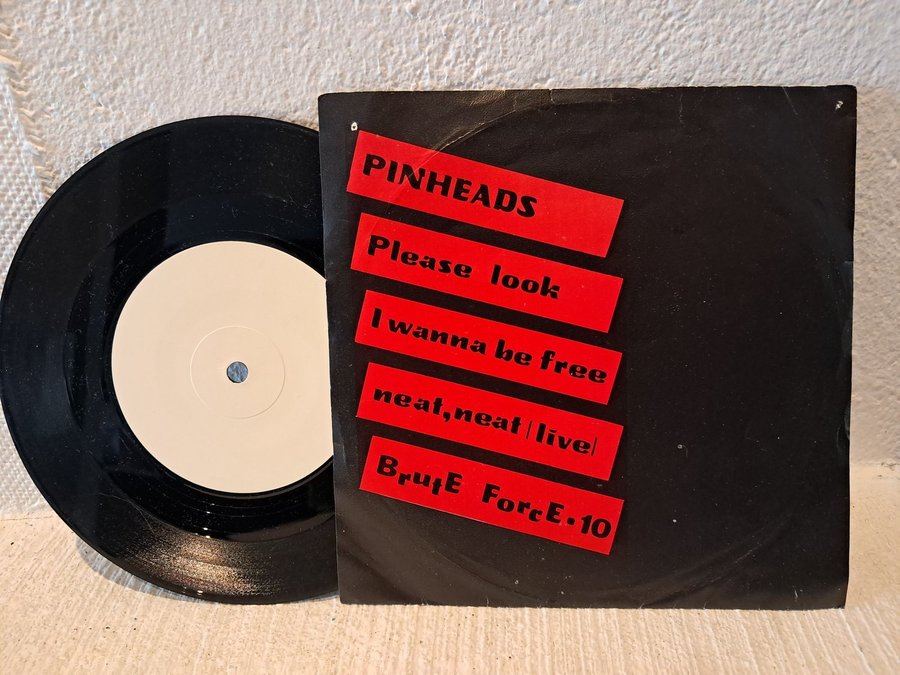 PINHEADS
Please look
I wanna be free
neat,neat (live)
BrutE ForcE·10